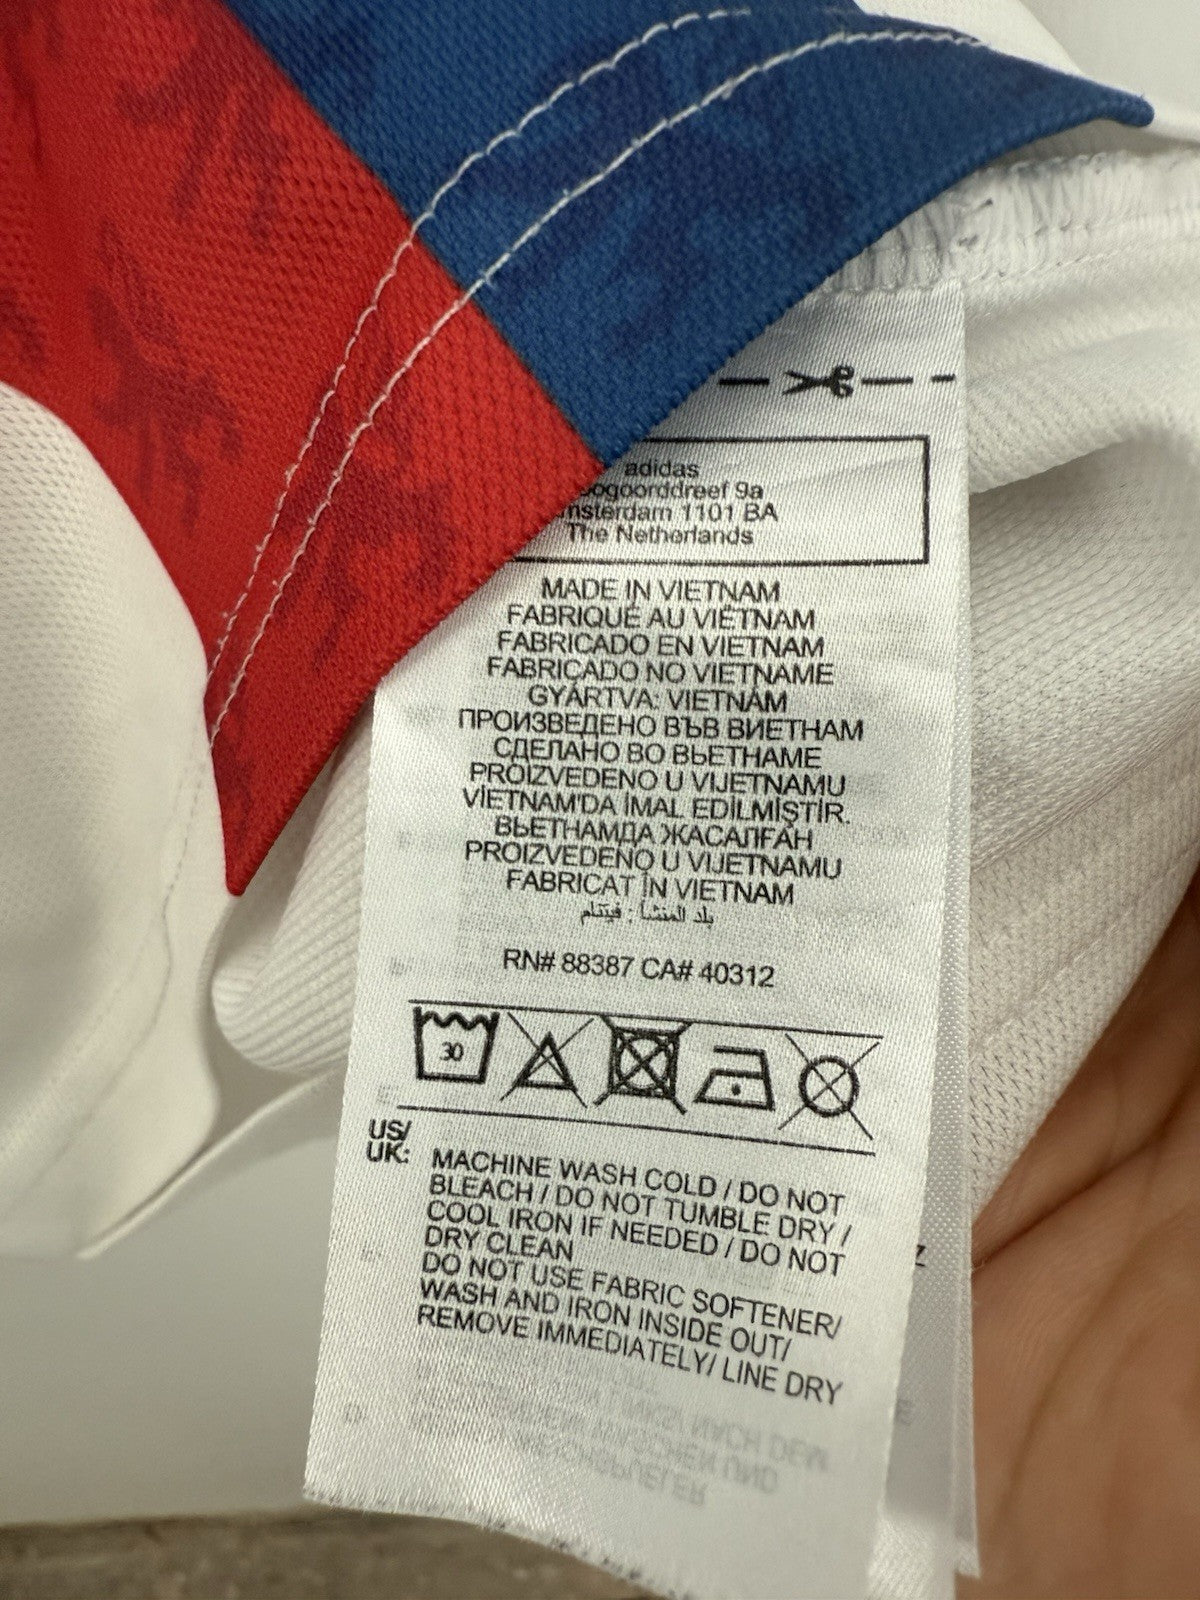 adidas
ogoorddreef 9a
msterdam 1101 BA
The Netherlands
MADE IN VIETNAM
FABRIQUÉ AU VIETNAM
FABRICADO EN VIETNAM
FABRICADO NO VIETNAME
GYÁRTVA: VIETNÁM
ПРОИЗВЕДЕНО ВЪВ ВИЕТНАМ
СДЕЛАНО ВО ВЬЕТНАМЕ
PROIZVEDENO U VIJETNAMU
VİETNAM'DA İMAL EDİLMİŞTİR.
ВЬЕТНАМДА ЖАСАЛҒАН
PROIZVEDENO U VIJETNAMU
FABRICAT ÎN VIETNAM
بلد المنشأ : فيتنام
RN# 88387 CA# 40312
30
US/
UK:
MACHINE WASH COLD / DO NOT
BLEACH / DO NOT TUMBLE DRY /
COOL IRON IF NEEDED / DO NOT
DRY CLEAN
DO NOT USE FABRIC SOFTENER/
WASH AND IRON INSIDE OUT/
REMOVE IMMEDIATELY/ LINE DRY